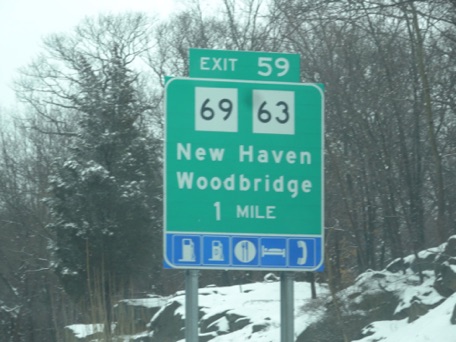 EXIT 59
69 63
New Haven
Woodbridge
1 MILE